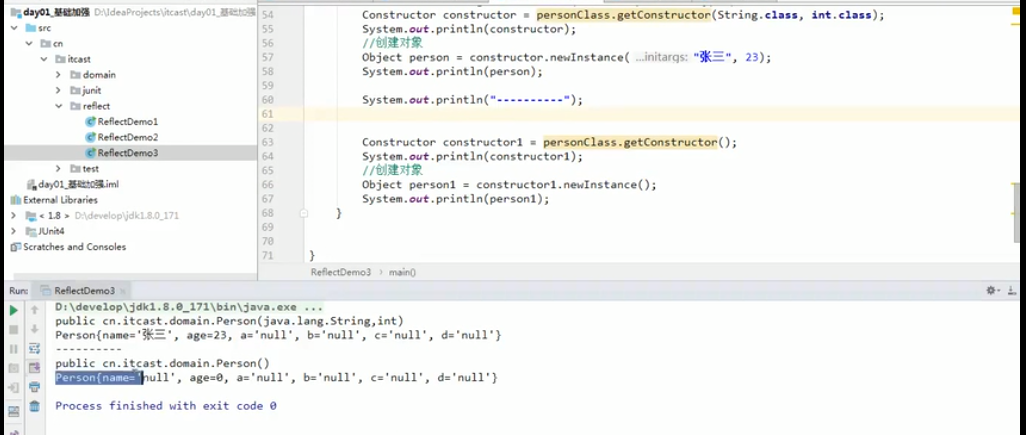 day01_基础加强 D:\IdeaProjects\itcast\day01_基础加强
src
cn
itcast
domain
junit
reflect
ReflectDemo1
ReflectDemo2
ReflectDemo3
test
day01_基础加强.iml
External Libraries
< 1.8 > D:\develop\jdk1.8.0_171
JUnit4
Scratches and Consoles
54 Constructor constructor = personClass.getConstructor(String.class, int.class);
55 System.out.println(constructor);
56 //创建对象
57 Object person = constructor.newInstance( ...initargs: "张三", 23);
58 System.out.println(person);
59
60 System.out.println("----------");
61
62
63 Constructor constructor1 = personClass.getConstructor();
64 System.out.println(constructor1);
65 //创建对象
66 Object person1 = constructor1.newInstance();
67 System.out.println(person1);
68 }
69
70
71 }
ReflectDemo3 › main()
Run: ReflectDemo3
D:\develop\jdk1.8.0_171\bin\java.exe ...
public cn.itcast.domain.Person(java.lang.String,int)
Person{name='张三', age=23, a='null', b='null', c='null', d='null'}
----------
public cn.itcast.domain.Person()
Person{name='null', age=0, a='null', b='null', c='null', d='null'}
Process finished with exit code 0